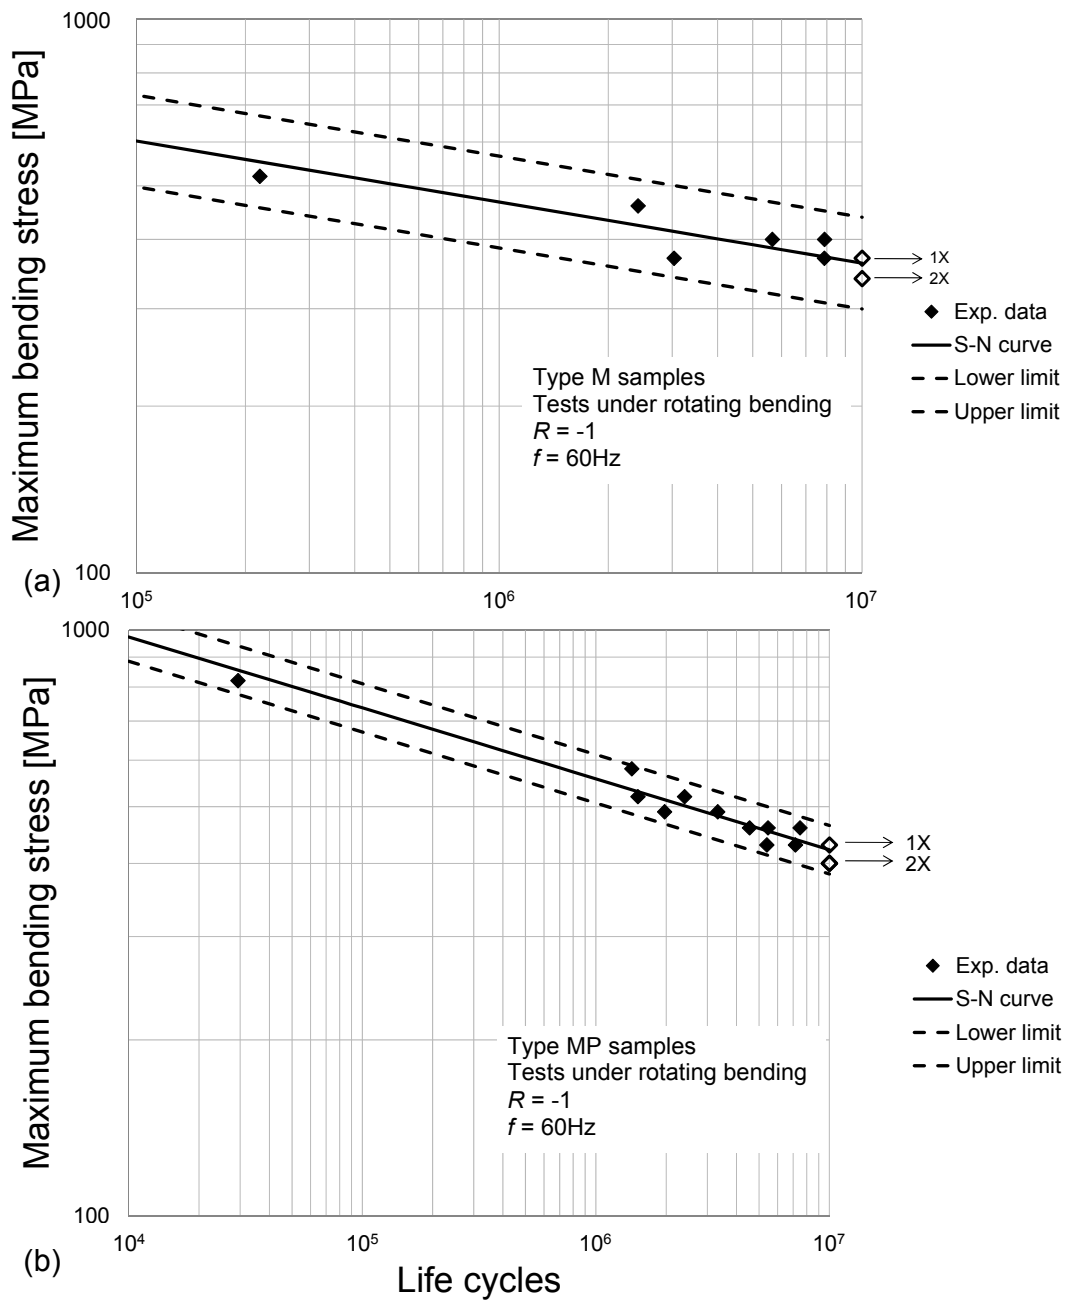 1000
Maximum bending stress [MPa]
1X
2X
Exp. data
S-N curve
Lower limit
Upper limit
Type M samples
Tests under rotating bending
R = -1
f = 60Hz
100
(a)
10⁵ 10⁶ 10⁷
1000
Maximum bending stress [MPa]
1X
2X
Exp. data
S-N curve
Lower limit
Upper limit
Type MP samples
Tests under rotating bending
R = -1
f = 60Hz
100
10⁴ 10⁵ 10⁶ 10⁷
(b)
Life cycles